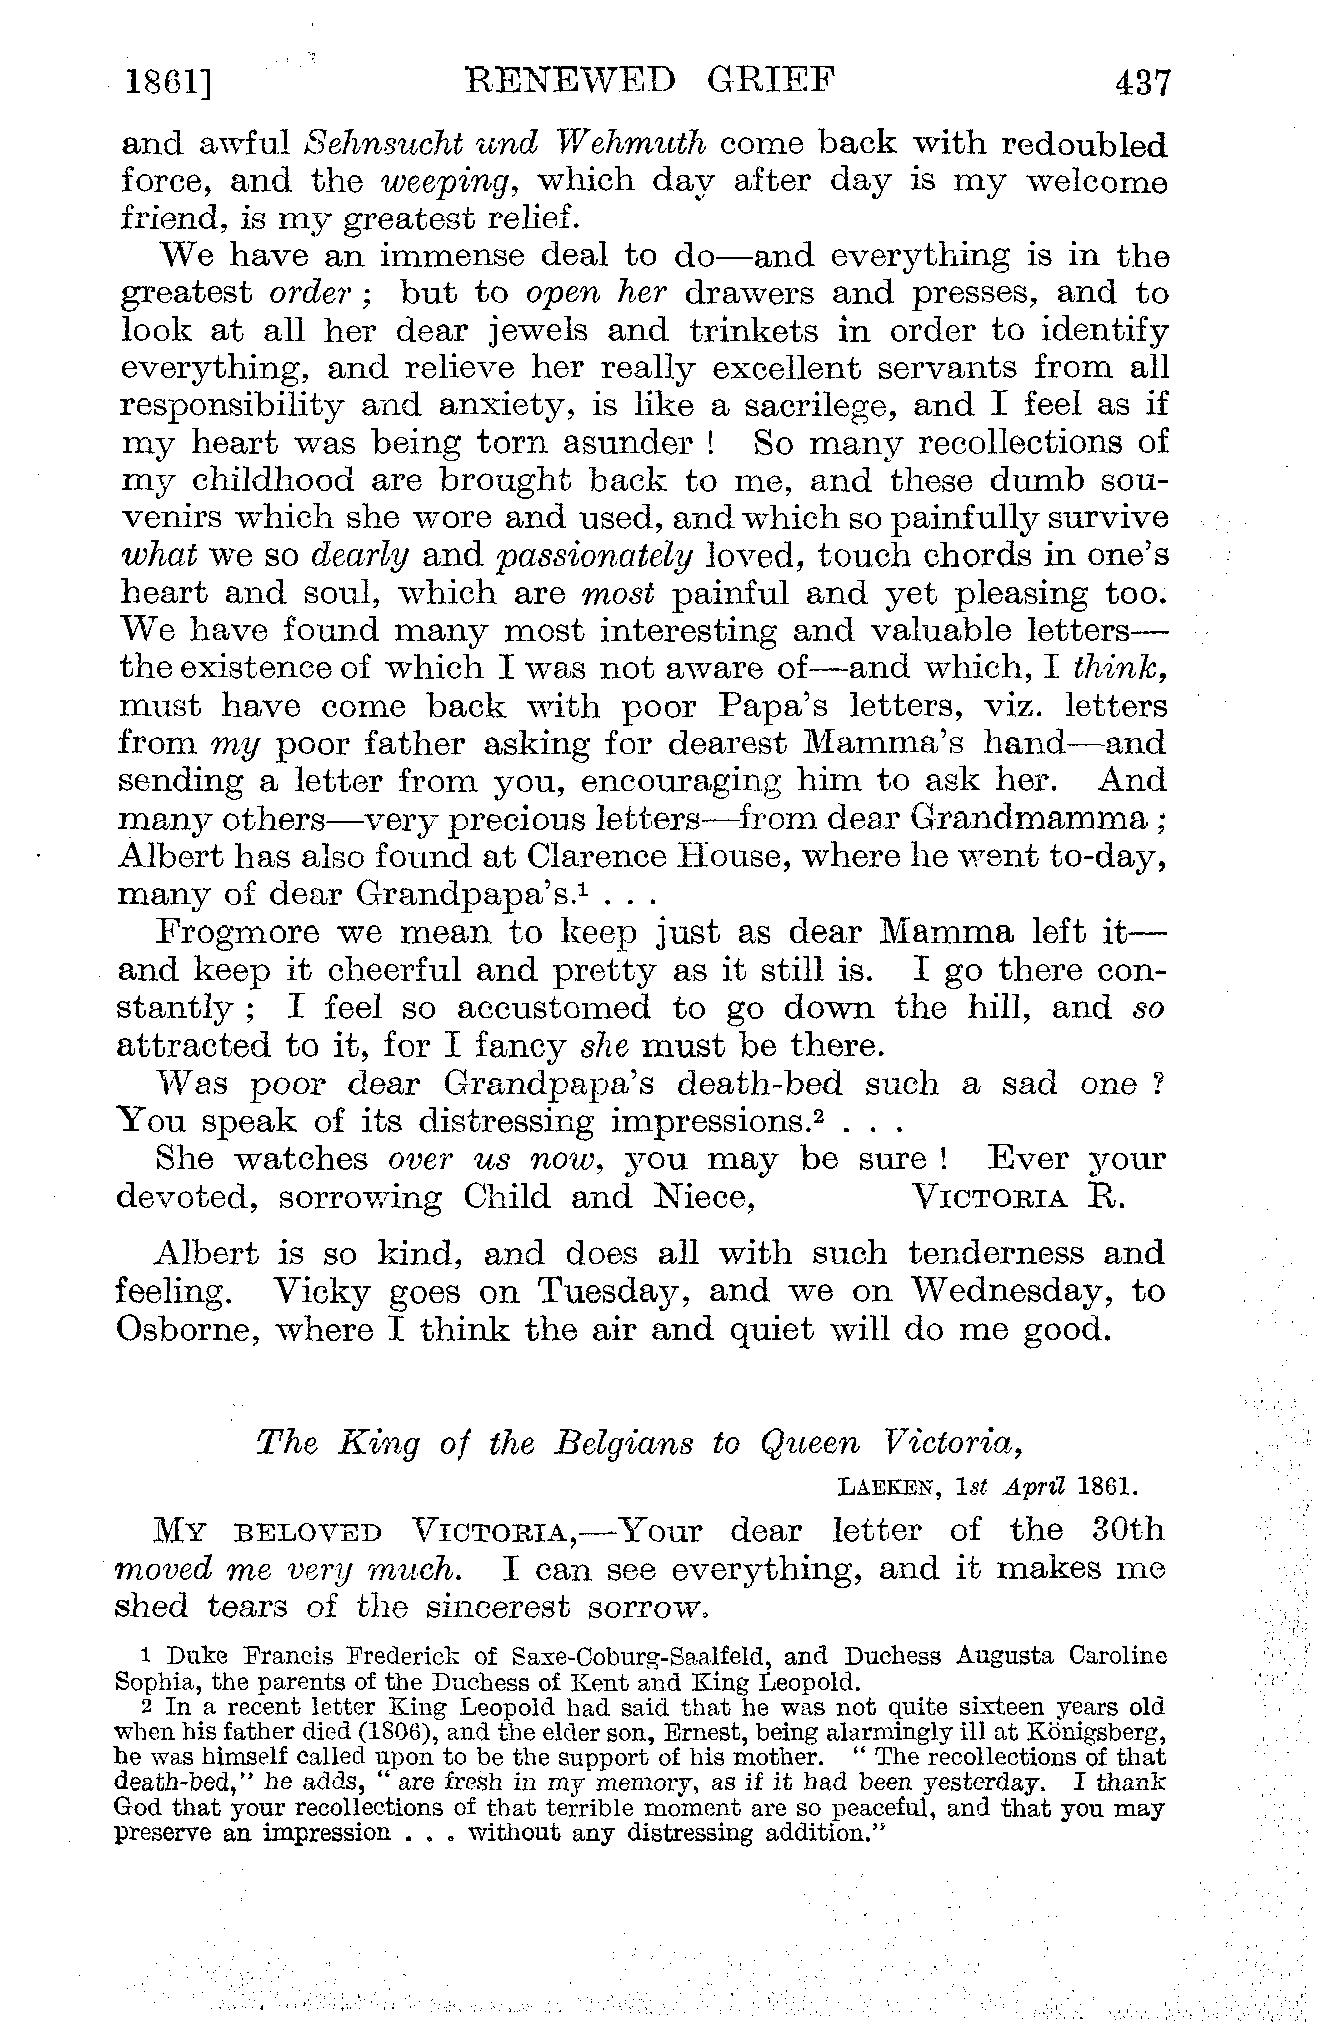 1861] RENEWED GRIEF 437
and awful Sehnsucht und Wehmuth come back with redoubled
force, and the weeping, which day after day is my welcome
friend, is my greatest relief.
We have an immense deal to do—and everything is in the
greatest order ; but to open her drawers and presses, and to
look at all her dear jewels and trinkets in order to identify
everything, and relieve her really excellent servants from all
responsibility and anxiety, is like a sacrilege, and I feel as if
my heart was being torn asunder ! So many recollections of
my childhood are brought back to me, and these dumb sou-
venirs which she wore and used, and which so painfully survive
what we so dearly and passionately loved, touch chords in one's
heart and soul, which are most painful and yet pleasing too.
We have found many most interesting and valuable letters—
the existence of which I was not aware of—and which, I think,
must have come back with poor Papa's letters, viz. letters
from my poor father asking for dearest Mamma's hand—and
sending a letter from you, encouraging him to ask her. And
many others—very precious letters—from dear Grandmamma ;
Albert has also found at Clarence House, where he went to-day,
many of dear Grandpapa's.¹ . . .
Frogmore we mean to keep just as dear Mamma left it—
and keep it cheerful and pretty as it still is. I go there con-
stantly ; I feel so accustomed to go down the hill, and so
attracted to it, for I fancy she must be there.
Was poor dear Grandpapa's death-bed such a sad one ?
You speak of its distressing impressions.² . . .
She watches over us now, you may be sure ! Ever your
devoted, sorrowing Child and Niece, VICTORIA R.
Albert is so kind, and does all with such tenderness and
feeling. Vicky goes on Tuesday, and we on Wednesday, to
Osborne, where I think the air and quiet will do me good.
The King of the Belgians to Queen Victoria,
LAEKEN, 1st April 1861.
MY BELOVED VICTORIA,—Your dear letter of the 30th
moved me very much. I can see everything, and it makes me
shed tears of the sincerest sorrow.
1 Duke Francis Frederick of Saxe-Coburg-Saalfeld, and Duchess Augusta Caroline
Sophia, the parents of the Duchess of Kent and King Leopold.
2 In a recent letter King Leopold had said that he was not quite sixteen years old
when his father died (1806), and the elder son, Ernest, being alarmingly ill at Königsberg,
he was himself called upon to be the support of his mother. " The recollections of that
death-bed," he adds, " are fresh in my memory, as if it had been yesterday. I thank
God that your recollections of that terrible moment are so peaceful, and that you may
preserve an impression . . . without any distressing addition."